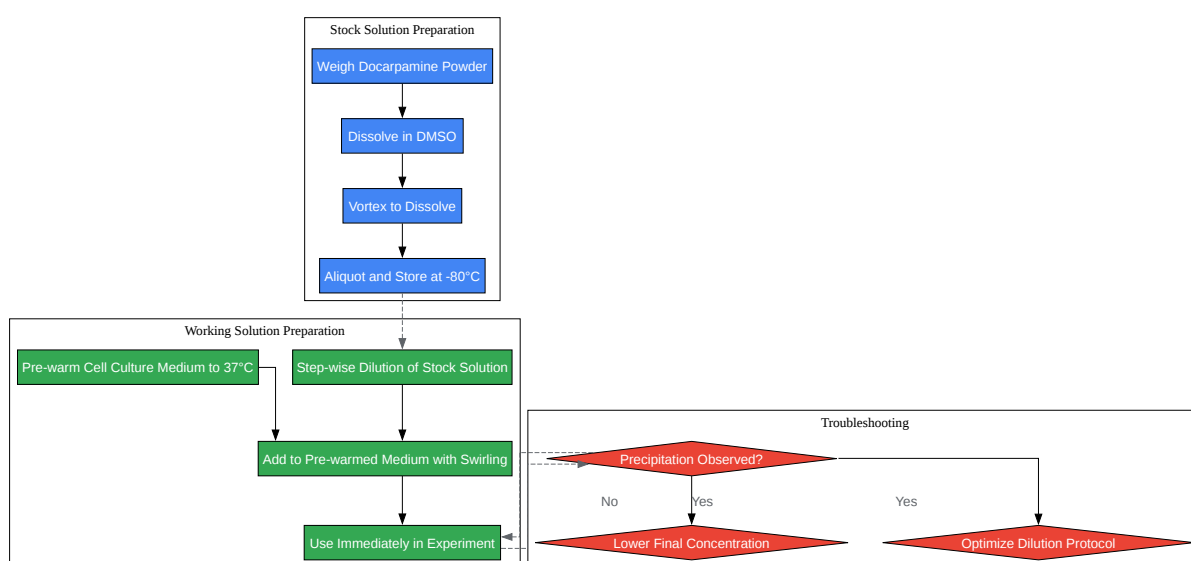 Stock Solution Preparation
Weigh Docarpamine Powder
Dissolve in DMSO
Vortex to Dissolve
Aliquot and Store at -80°C
Working Solution Preparation
Pre-warm Cell Culture Medium to 37°C
Step-wise Dilution of Stock Solution
Add to Pre-warmed Medium with Swirling
Use Immediately in Experiment
Troubleshooting
Precipitation Observed?
No
Yes
Yes
Lower Final Concentration
Optimize Dilution Protocol